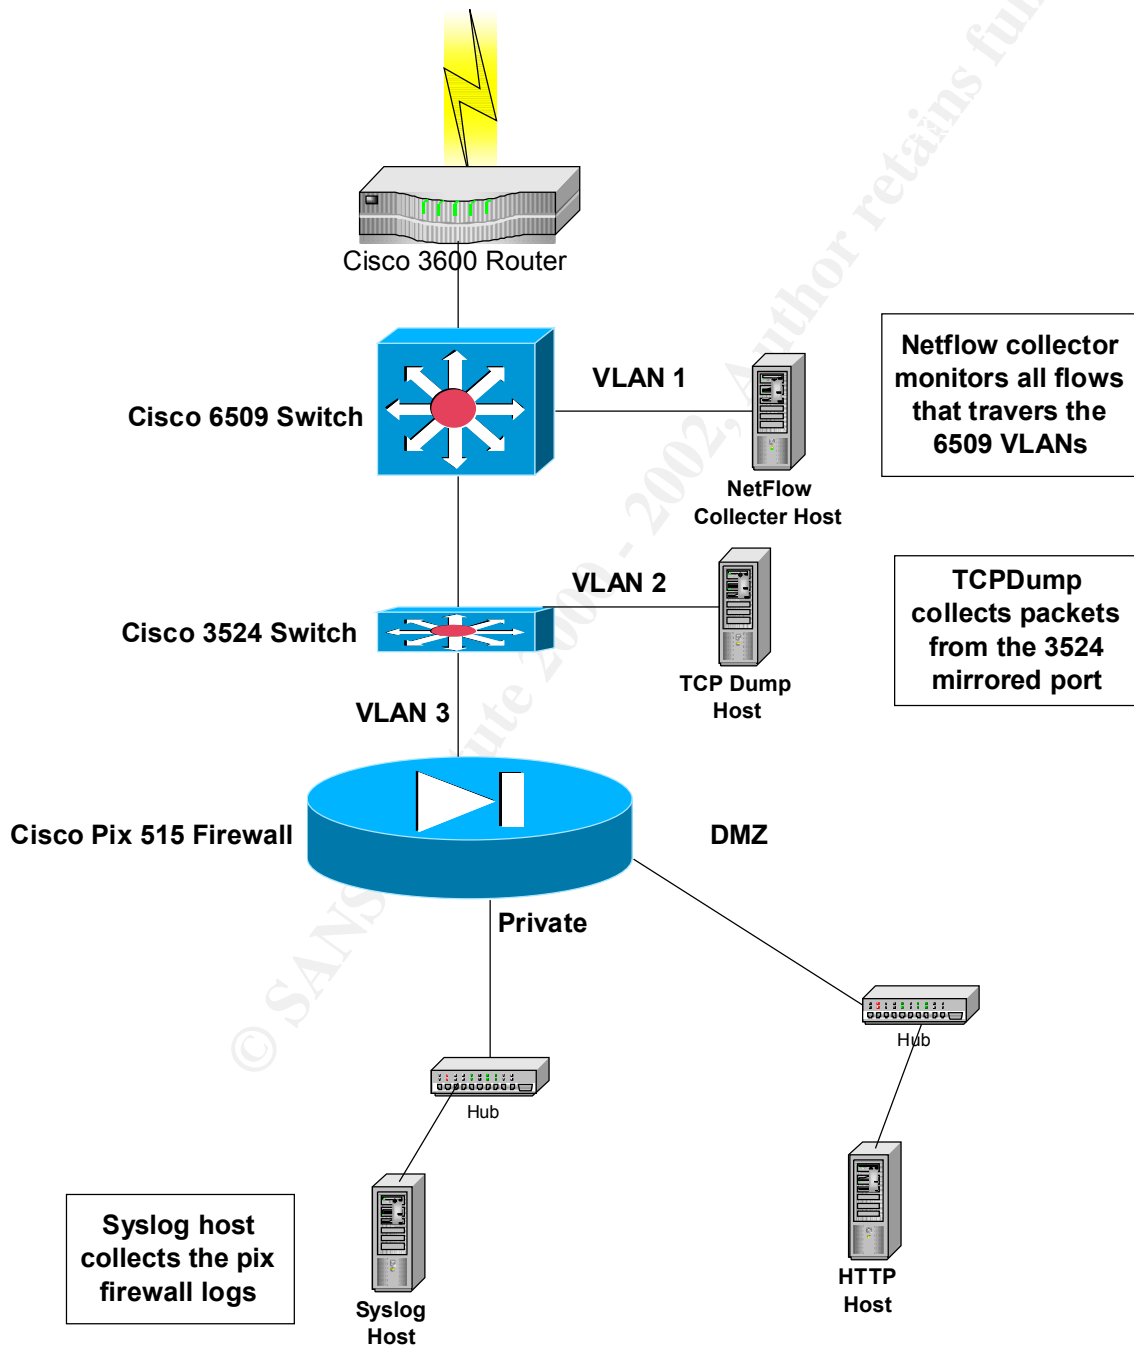 Cisco 3600 Router
VLAN 1
Cisco 6509 Switch
NetFlow
Collecter Host
Netflow collector
monitors all flows
that travers the
6509 VLANs
VLAN 2
Cisco 3524 Switch
TCP Dump
Host
TCPDump
collects packets
from the 3524
mirrored port
VLAN 3
Cisco Pix 515 Firewall
DMZ
Private
Hub
Hub
Syslog host
collects the pix
firewall logs
Syslog
Host
HTTP
Host
© SANS Institute 2000 - 2002, Author retains full